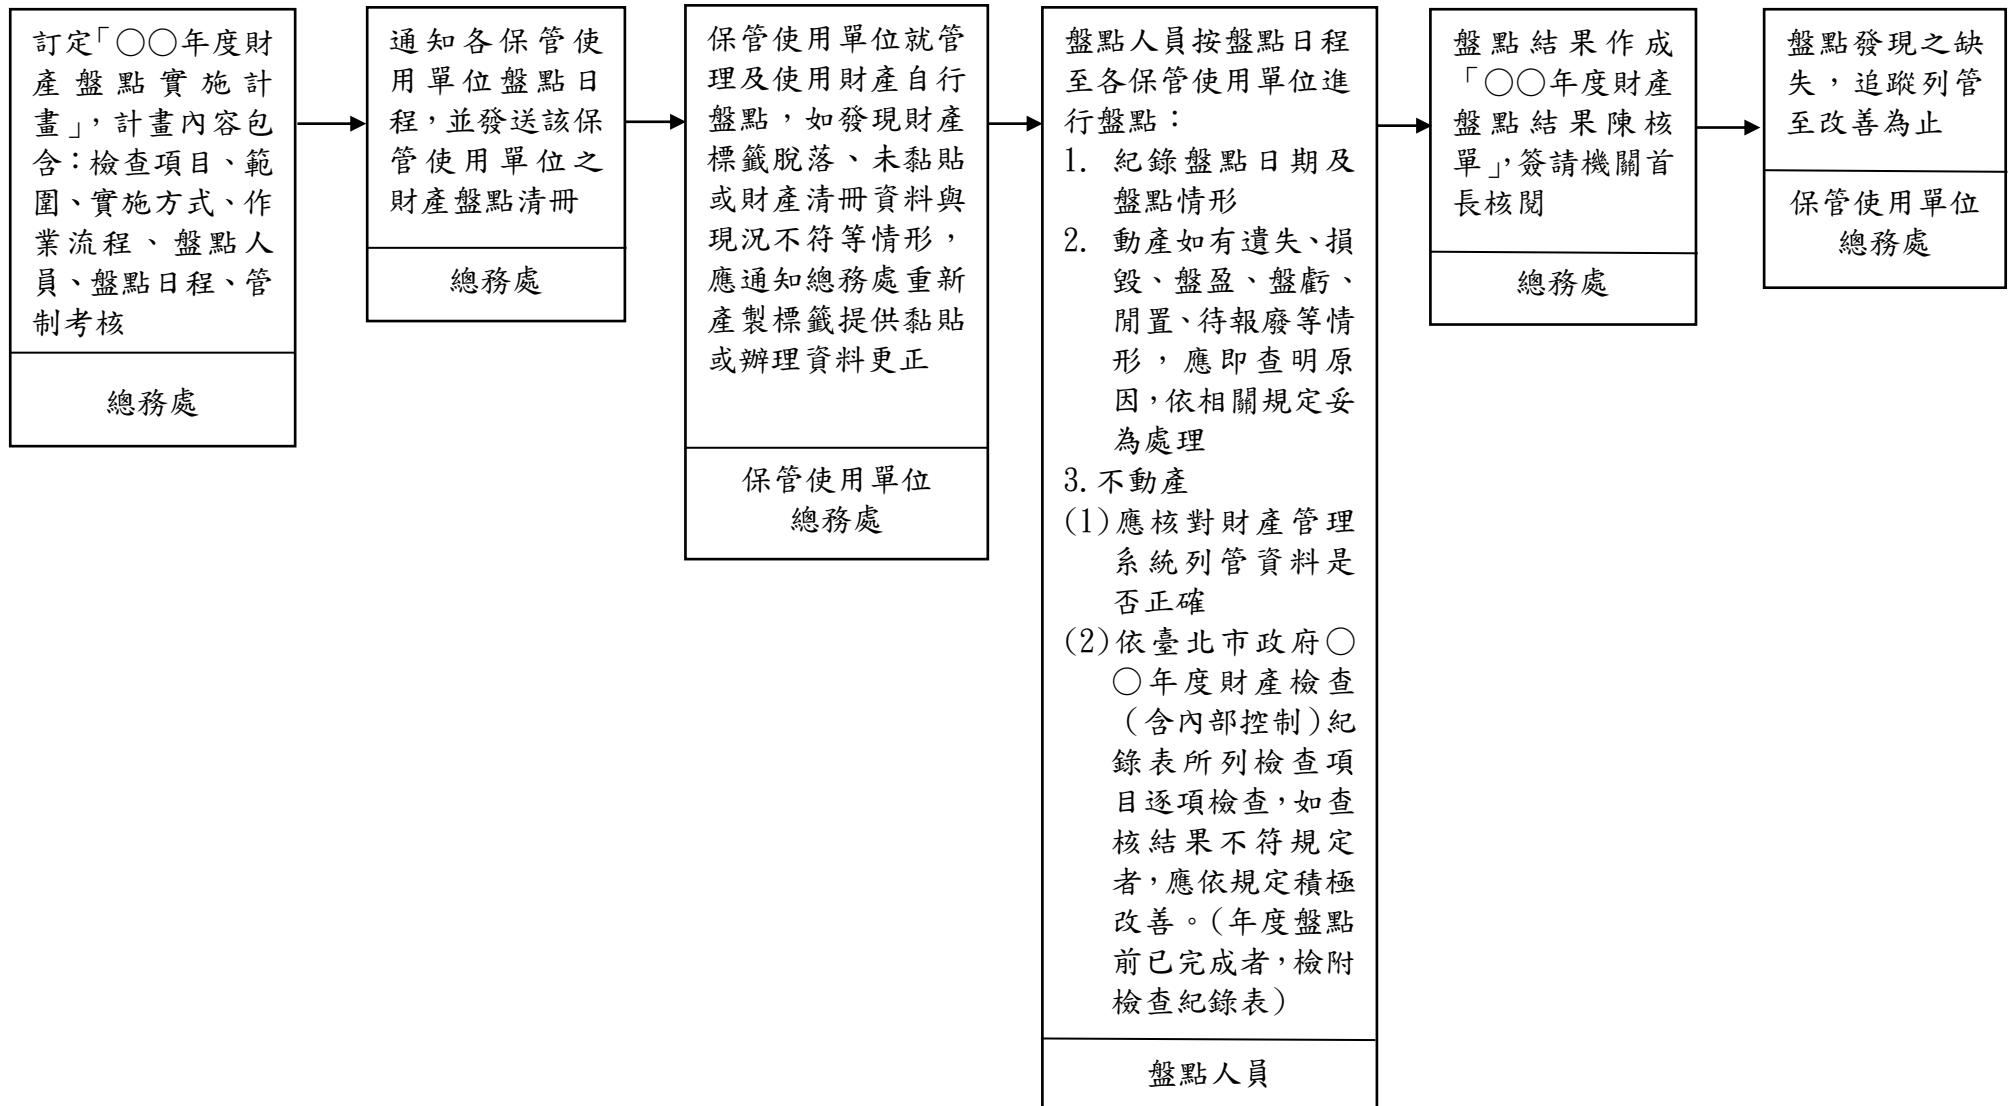 訂定「○○年度財
產盤點實施計
畫」，計畫內容包
含：檢查項目、範
圍、實施方式、作
業流程、盤點人
員、盤點日程、管
制考核
總務處
通知各保管使
用單位盤點日
程，並發送該保
管使用單位之
財產盤點清冊
總務處
保管使用單位就管
理及使用財產自行
盤點，如發現財產
標籤脫落、未黏貼
或財產清冊資料與
現況不符等情形，
應通知總務處重新
產製標籤提供黏貼
或辦理資料更正
保管使用單位
總務處
盤點人員按盤點日程
至各保管使用單位進
行盤點：
1. 紀錄盤點日期及
盤點情形
2. 動產如有遺失、損
毀、盤盈、盤虧、
閒置、待報廢等情
形，應即查明原
因，依相關規定妥
為處理
3.不動產
(1)應核對財產管理
系統列管資料是
否正確
(2)依臺北市政府○
○年度財產檢查
（含內部控制）紀
錄表所列檢查項
目逐項檢查，如查
核結果不符規定
者，應依規定積極
改善。（年度盤點
前已完成者，檢附
檢查紀錄表）
盤點人員
盤點結果作成
「○○年度財產
盤點結果陳核
單」，簽請機關首
長核閱
總務處
盤點發現之缺
失，追蹤列管
至改善為止
保管使用單位
總務處